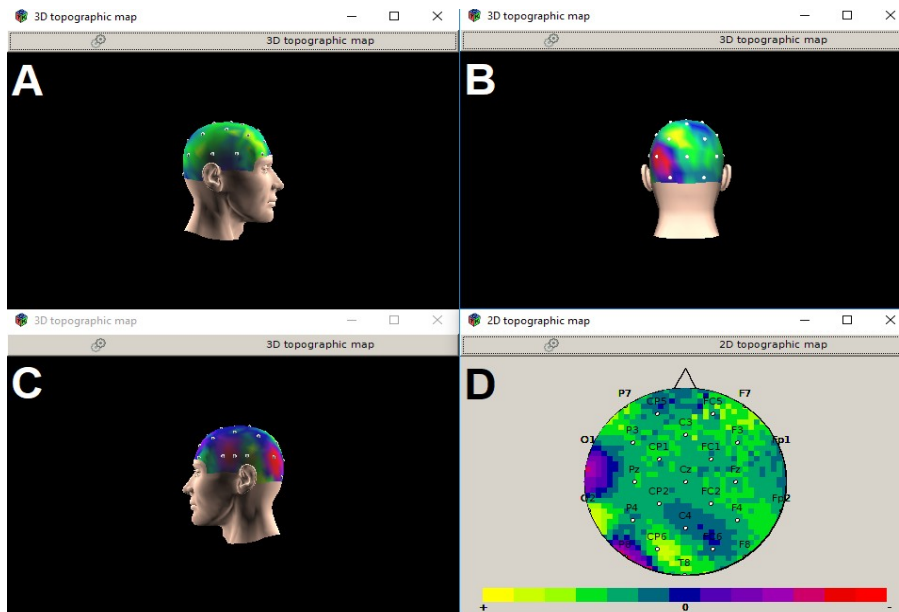 3D topographic map
3D topographic map
A
3D topographic map
3D topographic map
B
3D topographic map
3D topographic map
C
2D topographic map
2D topographic map
D
P7 F7
CP5 FC5
C3
P3 F3
O1 Fp1
CP1 FC1
Pz Cz Fz
O2 CP2 FC2 Fp2
P4 F4
C4
CP6 FC6
F8
T8
+ 0 -